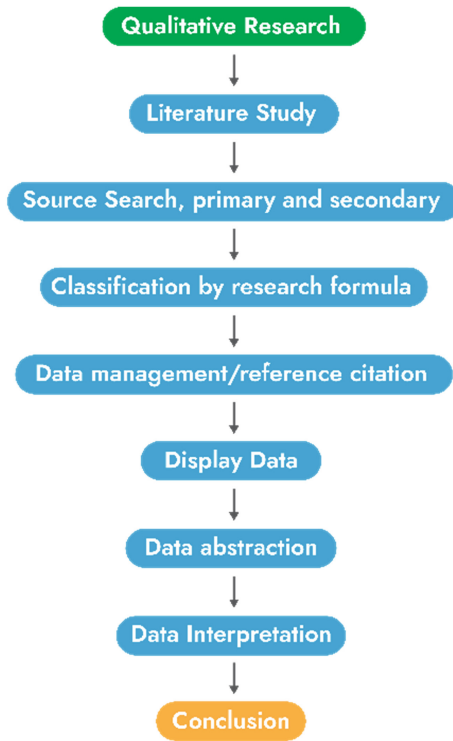 Qualitative Research
Literature Study
Source Search, primary and secondary
Classification by research formula
Data management/reference citation
Display Data
Data abstraction
Data Interpretation
Conclusion